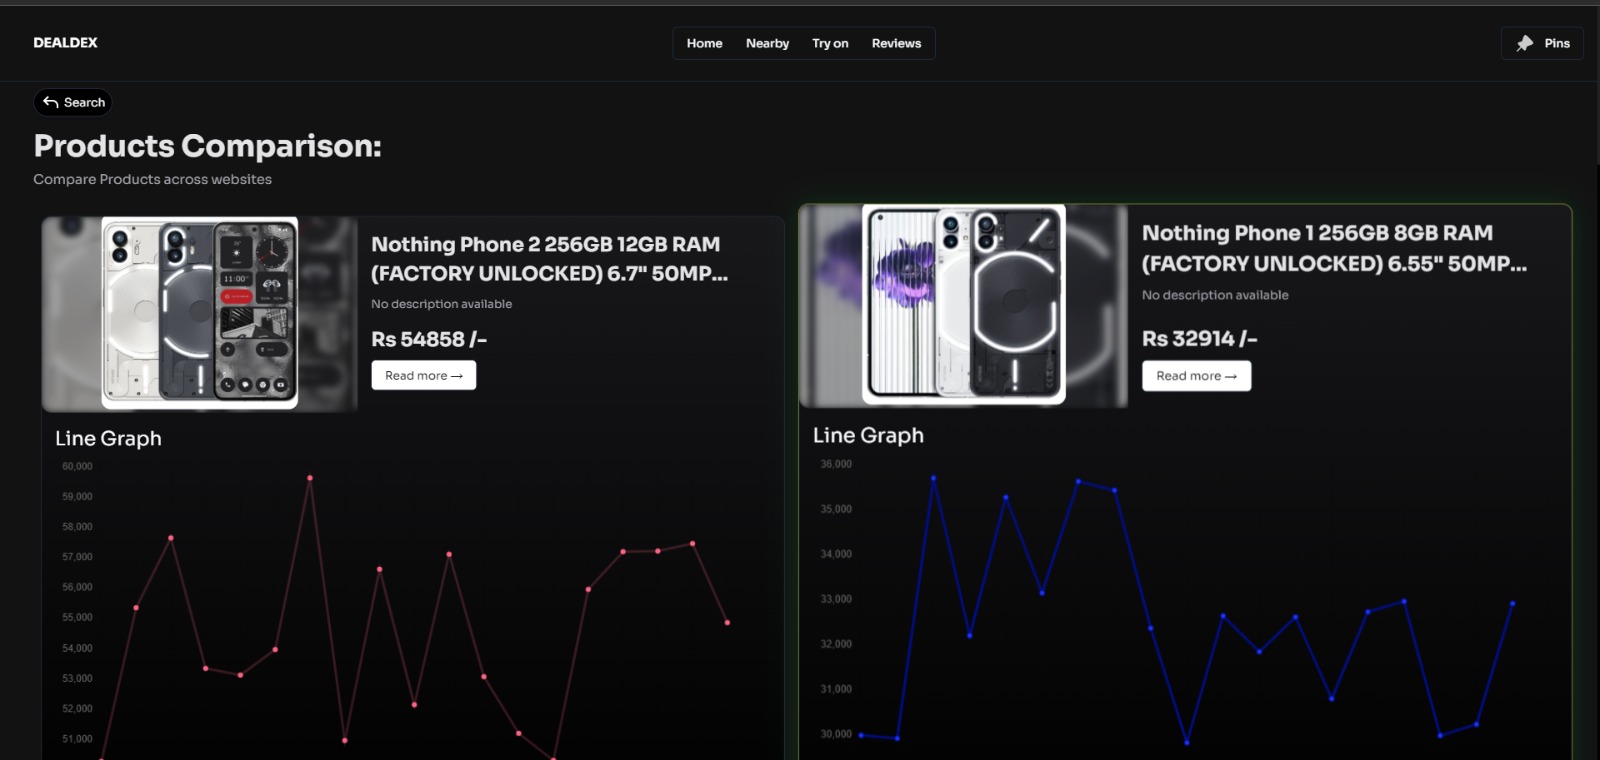 DEALDEX
Home Nearby Try on Reviews
Pins
Search
Products Comparison:
Compare Products across websites
Nothing Phone 2 256GB 12GB RAM
(FACTORY UNLOCKED) 6.7" 50MP...
No description available
Rs 54858 /-
Read more →
Line Graph
60,000
59,000
58,000
57,000
56,000
55,000
54,000
53,000
52,000
51,000
Nothing Phone 1 256GB 8GB RAM
(FACTORY UNLOCKED) 6.55" 50MP...
No description available
Rs 32914 /-
Read more →
Line Graph
36,000
35,000
34,000
33,000
32,000
31,000
30,000